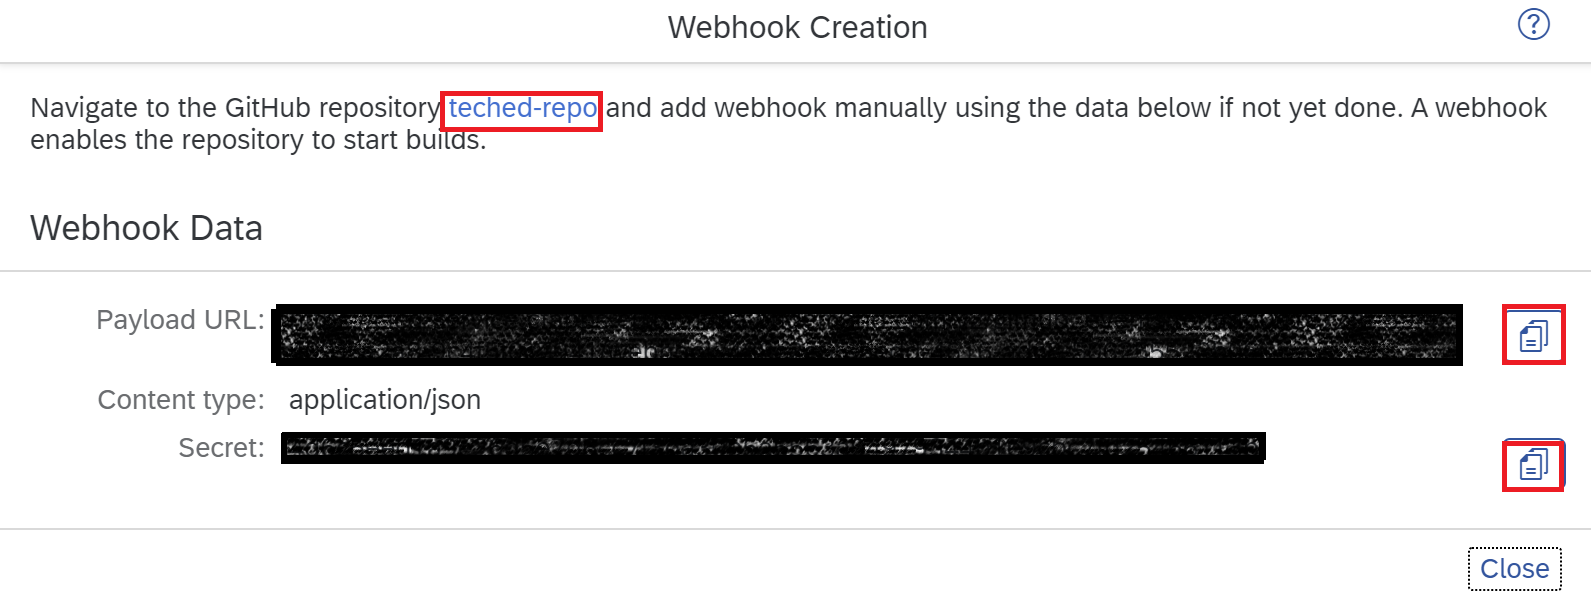 Webhook Creation
?
Navigate to the GitHub repository teched-repo and add webhook manually using the data below if not yet done. A webhook
enables the repository to start builds.
Webhook Data
Payload URL:
Content type: application/json
Secret:
Close